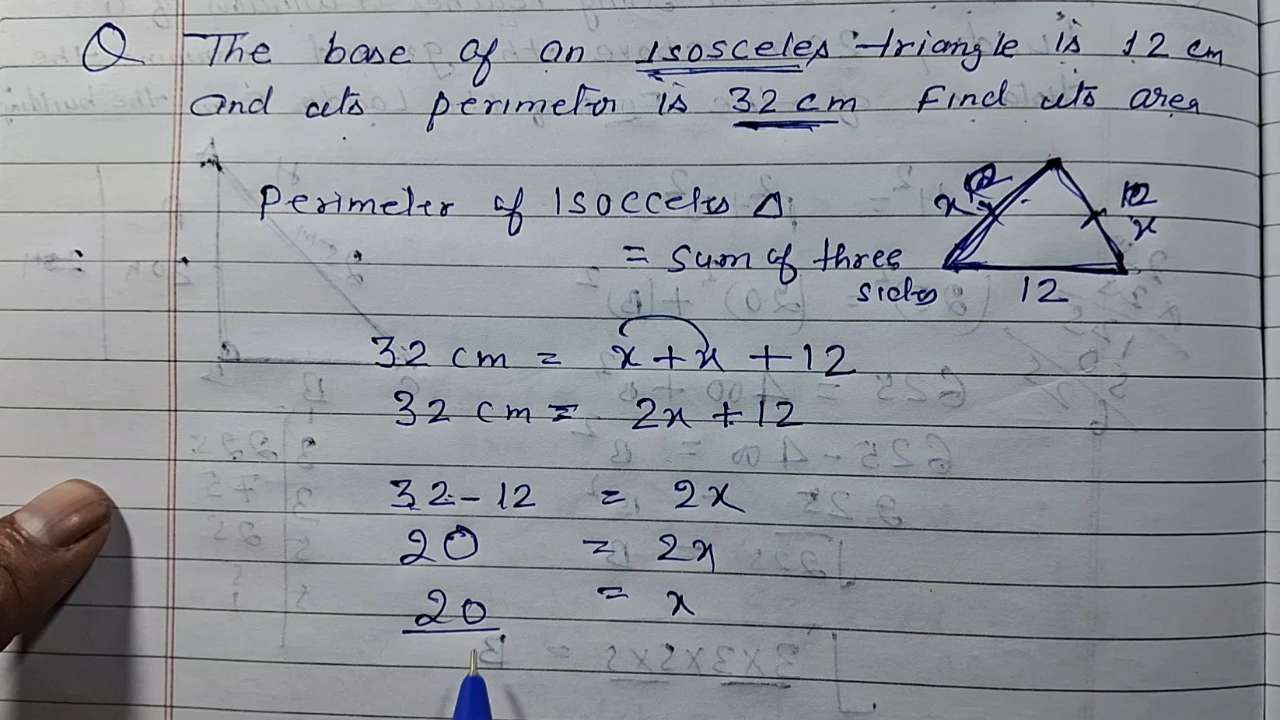 Q The base of an Isosceles triangle is 12 cm
and its perimeter is 32 cm Find its area
Perimeter of Isocceles Δ
= sum of three
sides
x
x
12
32 cm = x + x + 12
32 cm = 2x + 12
32 - 12 = 2x
20 = 2x
20 = x